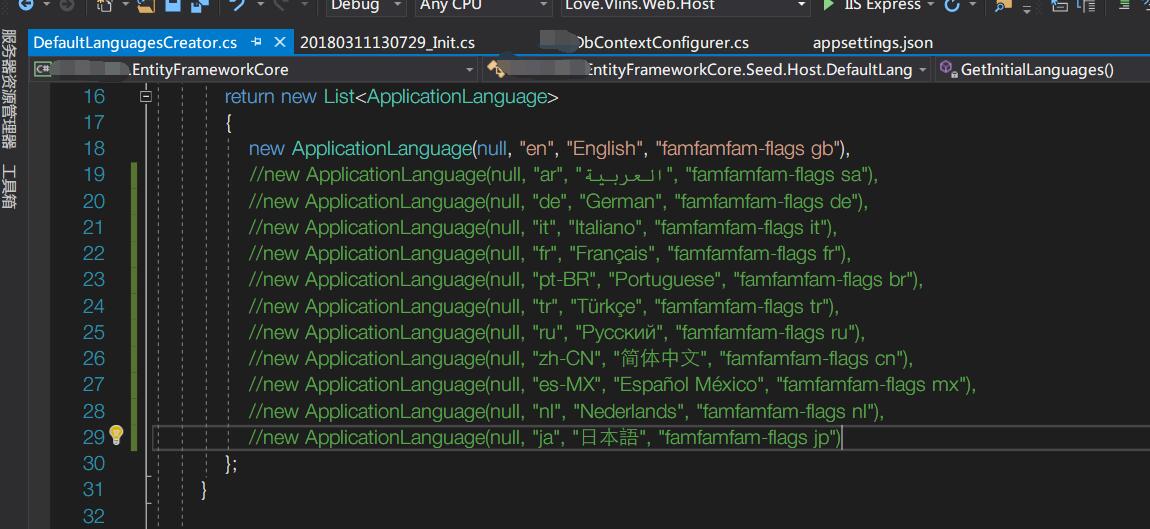 Debug Any CPU Love.Vlins.Web.Host IIS Express
DefaultLanguagesCreator.cs 20180311130729_Init.cs DbContextConfigurer.cs appsettings.json
C# .EntityFrameworkCore EntityFrameworkCore.Seed.Host.DefaultLang GetInitialLanguages()
服务器资源管理器
工具箱
16 return new List<ApplicationLanguage>
17 {
18 new ApplicationLanguage(null, "en", "English", "famfamfam-flags gb"),
19 //new ApplicationLanguage(null, "ar", "العربية", "famfamfam-flags sa"),
20 //new ApplicationLanguage(null, "de", "German", "famfamfam-flags de"),
21 //new ApplicationLanguage(null, "it", "Italiano", "famfamfam-flags it"),
22 //new ApplicationLanguage(null, "fr", "Français", "famfamfam-flags fr"),
23 //new ApplicationLanguage(null, "pt-BR", "Portuguese", "famfamfam-flags br"),
24 //new ApplicationLanguage(null, "tr", "Türkçe", "famfamfam-flags tr"),
25 //new ApplicationLanguage(null, "ru", "Русский", "famfamfam-flags ru"),
26 //new ApplicationLanguage(null, "zh-CN", "简体中文", "famfamfam-flags cn"),
27 //new ApplicationLanguage(null, "es-MX", "Español México", "famfamfam-flags mx"),
28 //new ApplicationLanguage(null, "nl", "Nederlands", "famfamfam-flags nl"),
29 //new ApplicationLanguage(null, "ja", "日本語", "famfamfam-flags jp")
30 };
31 }
32